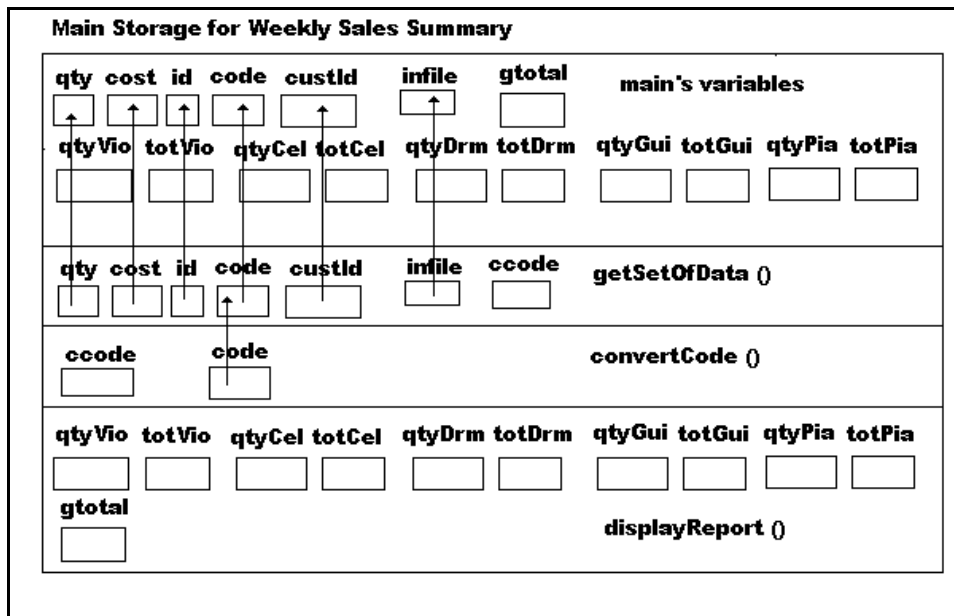 Main Storage for Weekly Sales Summary
qty cost id code custId infile gtotal main's variables
qtyVio totVio qtyCel totCel qtyDrm totDrm qtyGui totGui qtyPia totPia
qty cost id code custId infile ccode getSetOfData ()
ccode code convertCode ()
qtyVio totVio qtyCel totCel qtyDrm totDrm qtyGui totGui qtyPia totPia
gtotal displayReport ()